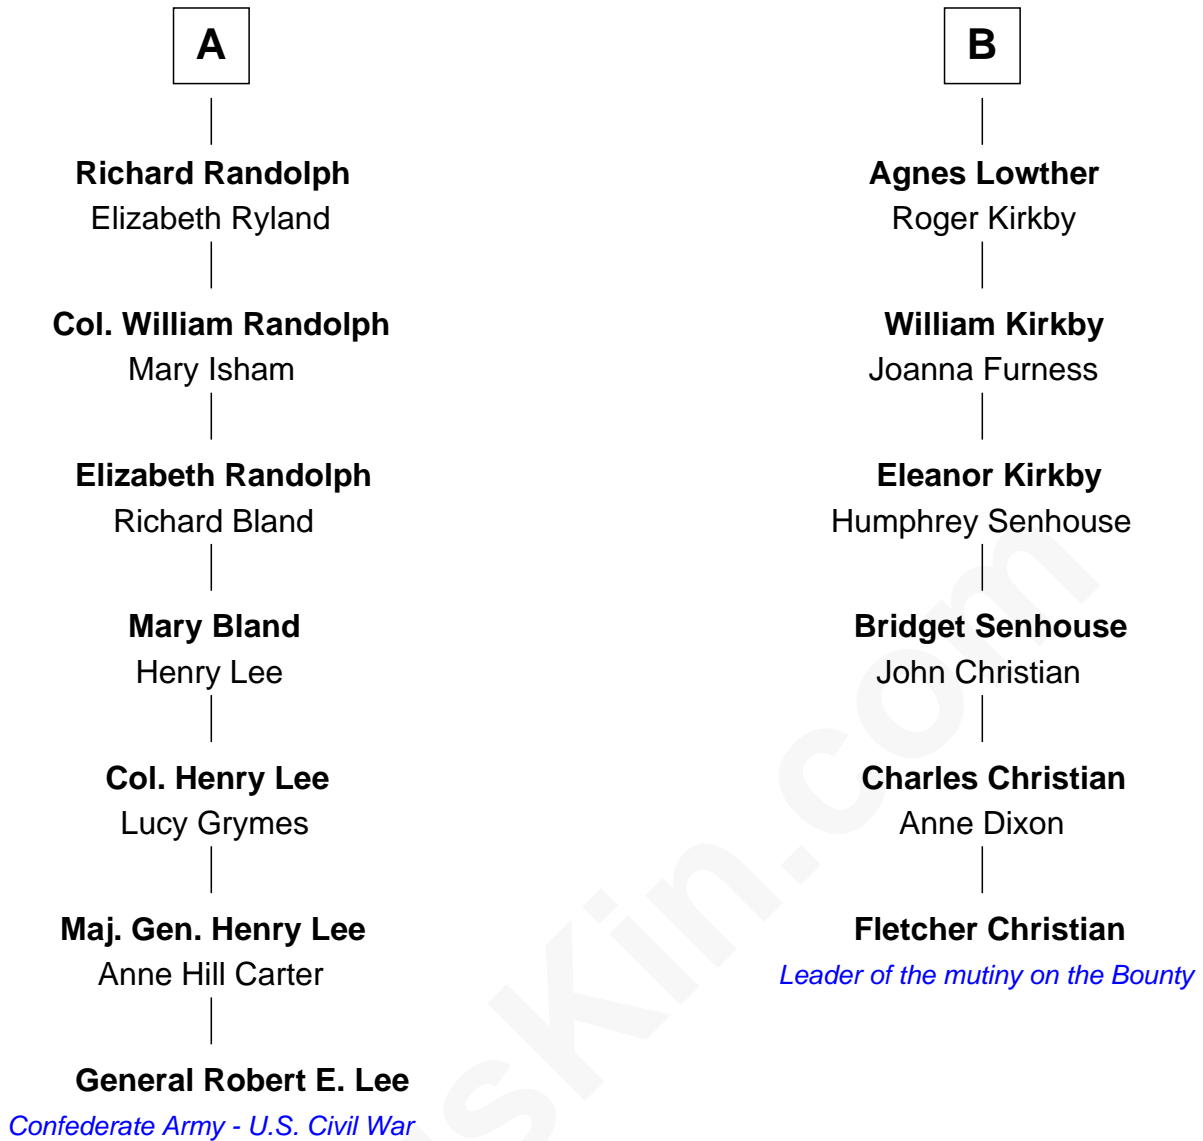 A
Richard Randolph
Elizabeth Ryland
Col. William Randolph
Mary Isham
Elizabeth Randolph
Richard Bland
Mary Bland
Henry Lee
Col. Henry Lee
Lucy Grymes
Maj. Gen. Henry Lee
Anne Hill Carter
General Robert E. Lee
Confederate Army - U.S. Civil War
B
Agnes Lowther
Roger Kirkby
William Kirkby
Joanna Furness
Eleanor Kirkby
Humphrey Senhouse
Bridget Senhouse
John Christian
Charles Christian
Anne Dixon
Fletcher Christian
Leader of the mutiny on the Bounty